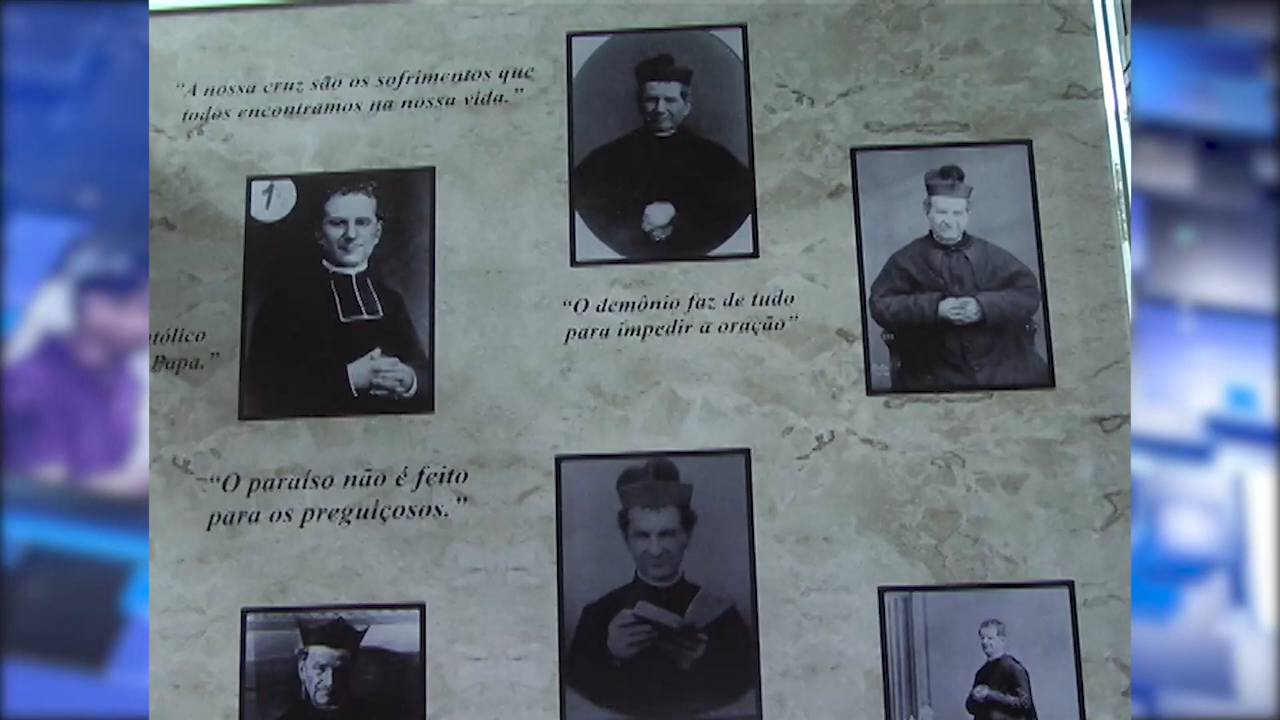 “A nossa cruz são os sofrimentos que
todos encontramos na nossa vida.”
1
“O demônio faz de tudo
para impedir a oração”
tólico
Papa.”
“O paraíso não é feito
para os preguiçosos.”